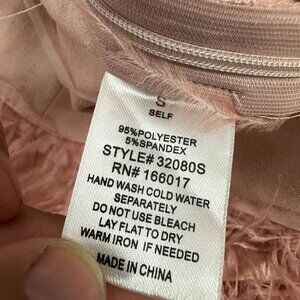 S
SELF
95%POLYESTER
5%SPANDEX
STYLE# 32080S
RN# 166017
HAND WASH COLD WATER
SEPARATELY
DO NOT USE BLEACH
LAY FLAT TO DRY
WARM IRON IF NEEDED
MADE IN CHINA